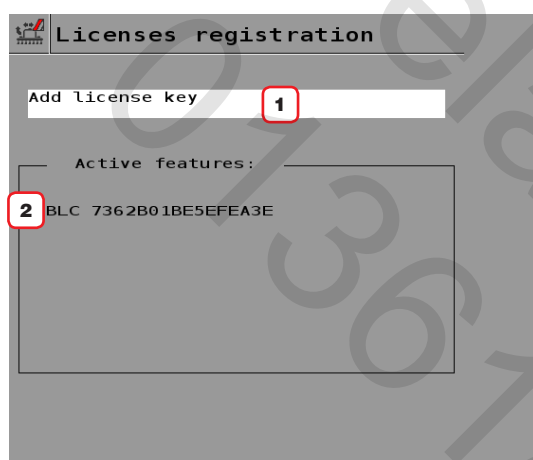 Licenses registration
Add license key
1
Active features:
2
BLC 7362B01BE5EFEA3E